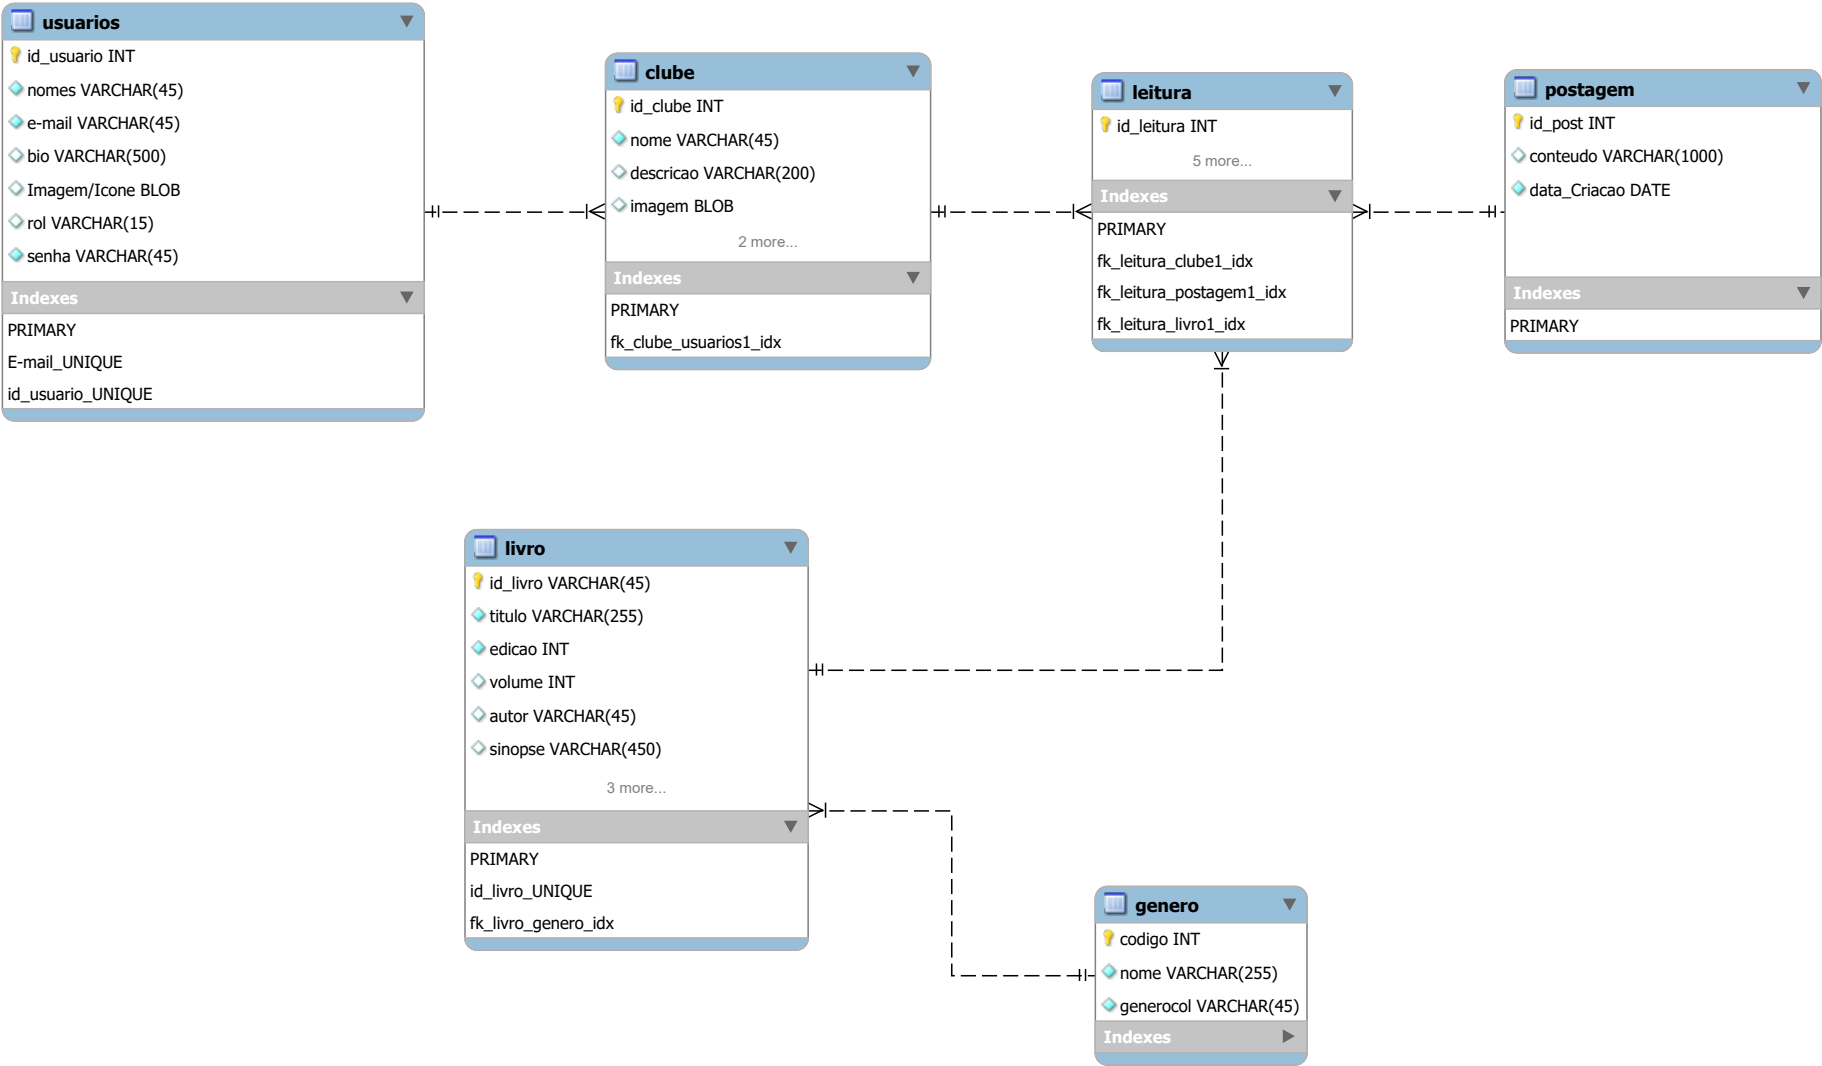 usuarios
id_usuario INT
nomes VARCHAR(45)
e-mail VARCHAR(45)
bio VARCHAR(500)
Imagem/Icone BLOB
rol VARCHAR(15)
senha VARCHAR(45)
Indexes
PRIMARY
E-mail_UNIQUE
id_usuario_UNIQUE
clube
id_clube INT
nome VARCHAR(45)
descricao VARCHAR(200)
imagem BLOB
2 more...
Indexes
PRIMARY
fk_clube_usuarios1_idx
leitura
id_leitura INT
5 more...
Indexes
PRIMARY
fk_leitura_clube1_idx
fk_leitura_postagem1_idx
fk_leitura_livro1_idx
postagem
id_post INT
conteudo VARCHAR(1000)
data_Criacao DATE
Indexes
PRIMARY
livro
id_livro VARCHAR(45)
titulo VARCHAR(255)
edicao INT
volume INT
autor VARCHAR(45)
sinopse VARCHAR(450)
3 more...
Indexes
PRIMARY
id_livro_UNIQUE
fk_livro_genero_idx
genero
codigo INT
nome VARCHAR(255)
generocol VARCHAR(45)
Indexes